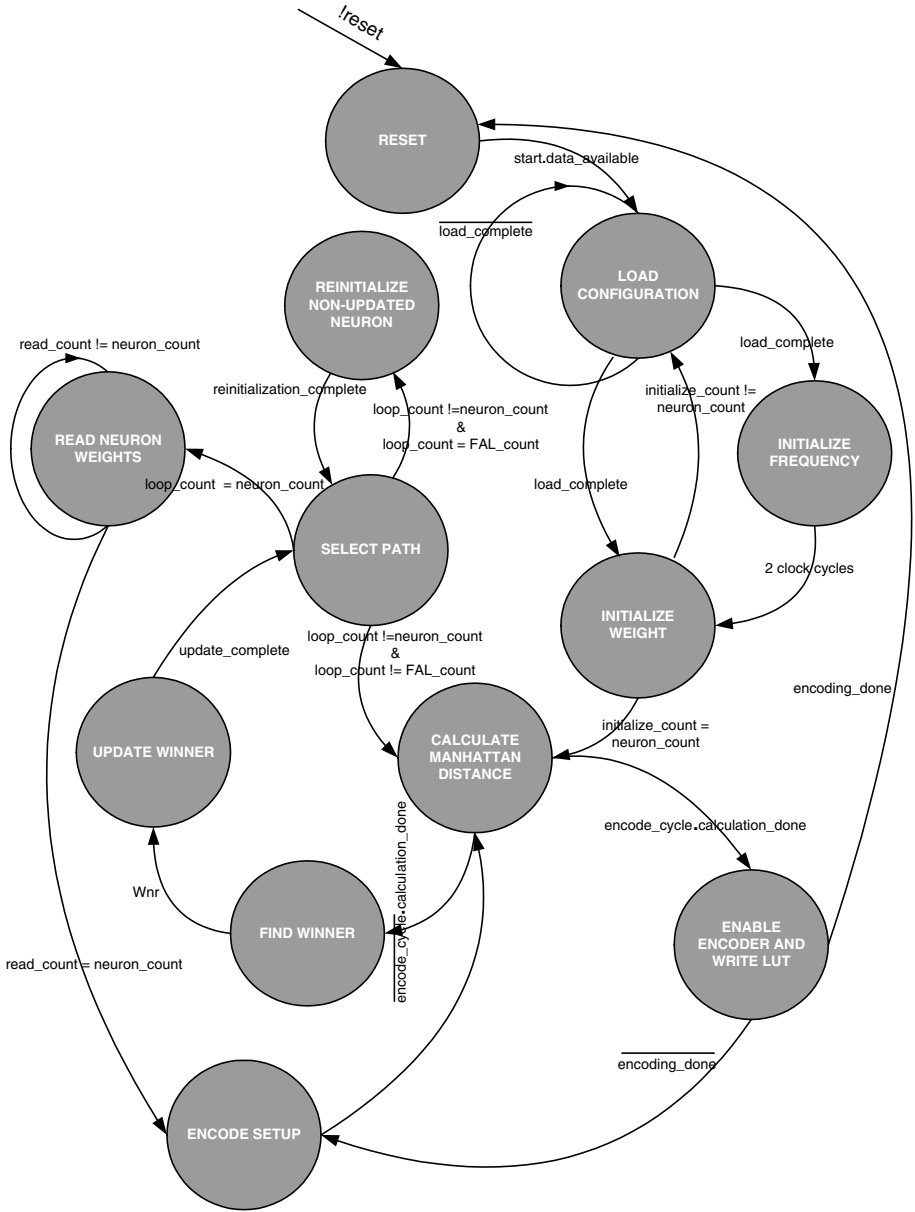 !reset
RESET
start.data_available
load_complete
LOAD
CONFIGURATION
REINITIALIZE
NON-UPDATED
NEURON
load_complete
read_count != neuron_count
reinitialization_complete
initialize_count !=
neuron_count
loop_count !=neuron_count
&
loop_count = FAL_count
READ NEURON
WEIGHTS
INITIALIZE
FREQUENCY
loop_count = neuron_count
load_complete
SELECT PATH
2 clock cycles
INITIALIZE
WEIGHT
loop_count !=neuron_count
&
loop_count != FAL_count
update_complete
encoding_done
initialize_count =
neuron_count
UPDATE WINNER
CALCULATE
MANHATTAN
DISTANCE
encode_cycle.calculation_done
encode_cycle.calculation_done
Wnr
FIND WINNER
ENABLE
ENCODER AND
WRITE LUT
read_count = neuron_count
encoding_done
ENCODE SETUP